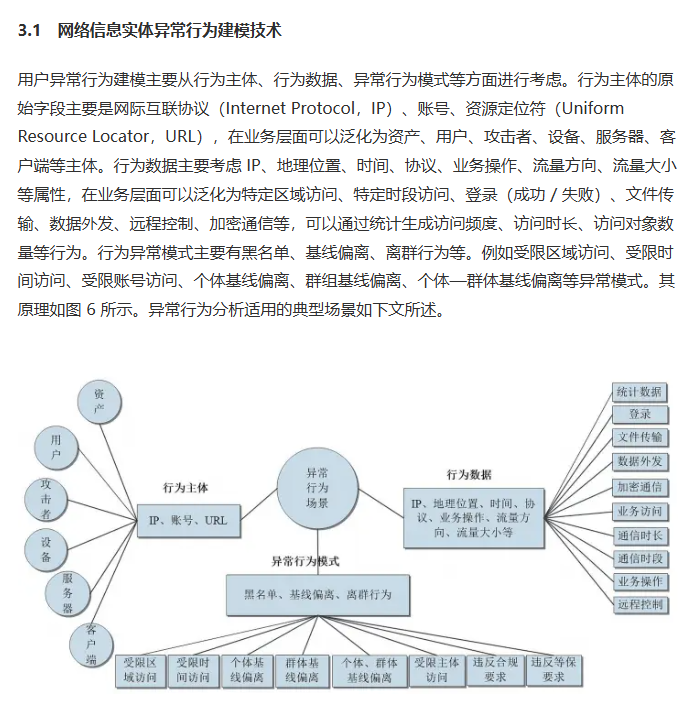 3.1 网络信息实体异常行为建模技术
用户异常行为建模主要从行为主体、行为数据、异常行为模式等方面进行考虑。行为主体的原
始字段主要是网际互联协议（Internet Protocol，IP）、账号、资源定位符（Uniform
Resource Locator，URL），在业务层面可以泛化为资产、用户、攻击者、设备、服务器、客
户端等主体。行为数据主要考虑 IP、地理位置、时间、协议、业务操作、流量方向、流量大小
等属性，在业务层面可以泛化为特定区域访问、特定时段访问、登录（成功 / 失败）、文件传
输、数据外发、远程控制、加密通信等，可以通过统计生成访问频度、访问时长、访问对象数
量等行为。行为异常模式主要有黑名单、基线偏离、离群行为等。例如受限区域访问、受限时
间访问、受限账号访问、个体基线偏离、群组基线偏离、个体—群体基线偏离等异常模式。其
原理如图 6 所示。异常行为分析适用的典型场景如下文所述。
资
产
用
户
攻
击
者
设
备
服
务
器
客
户
端
行为主体
IP、账号、URL
异常
行为
场景
行为数据
IP、地理位置、时间、协
议、业务操作、流量方
向、流量大小等
统计数据
登录
文件传输
数据外发
加密通信
业务访问
通信时长
通信时段
业务操作
远程控制
异常行为模式
黑名单、基线偏离、离群行为
受限区
域访问
受限时
间访问
个体基
线偏离
群体基
线偏离
个体、群体
基线偏离
受限主体
访问
违反合规
要求
违反等保
要求